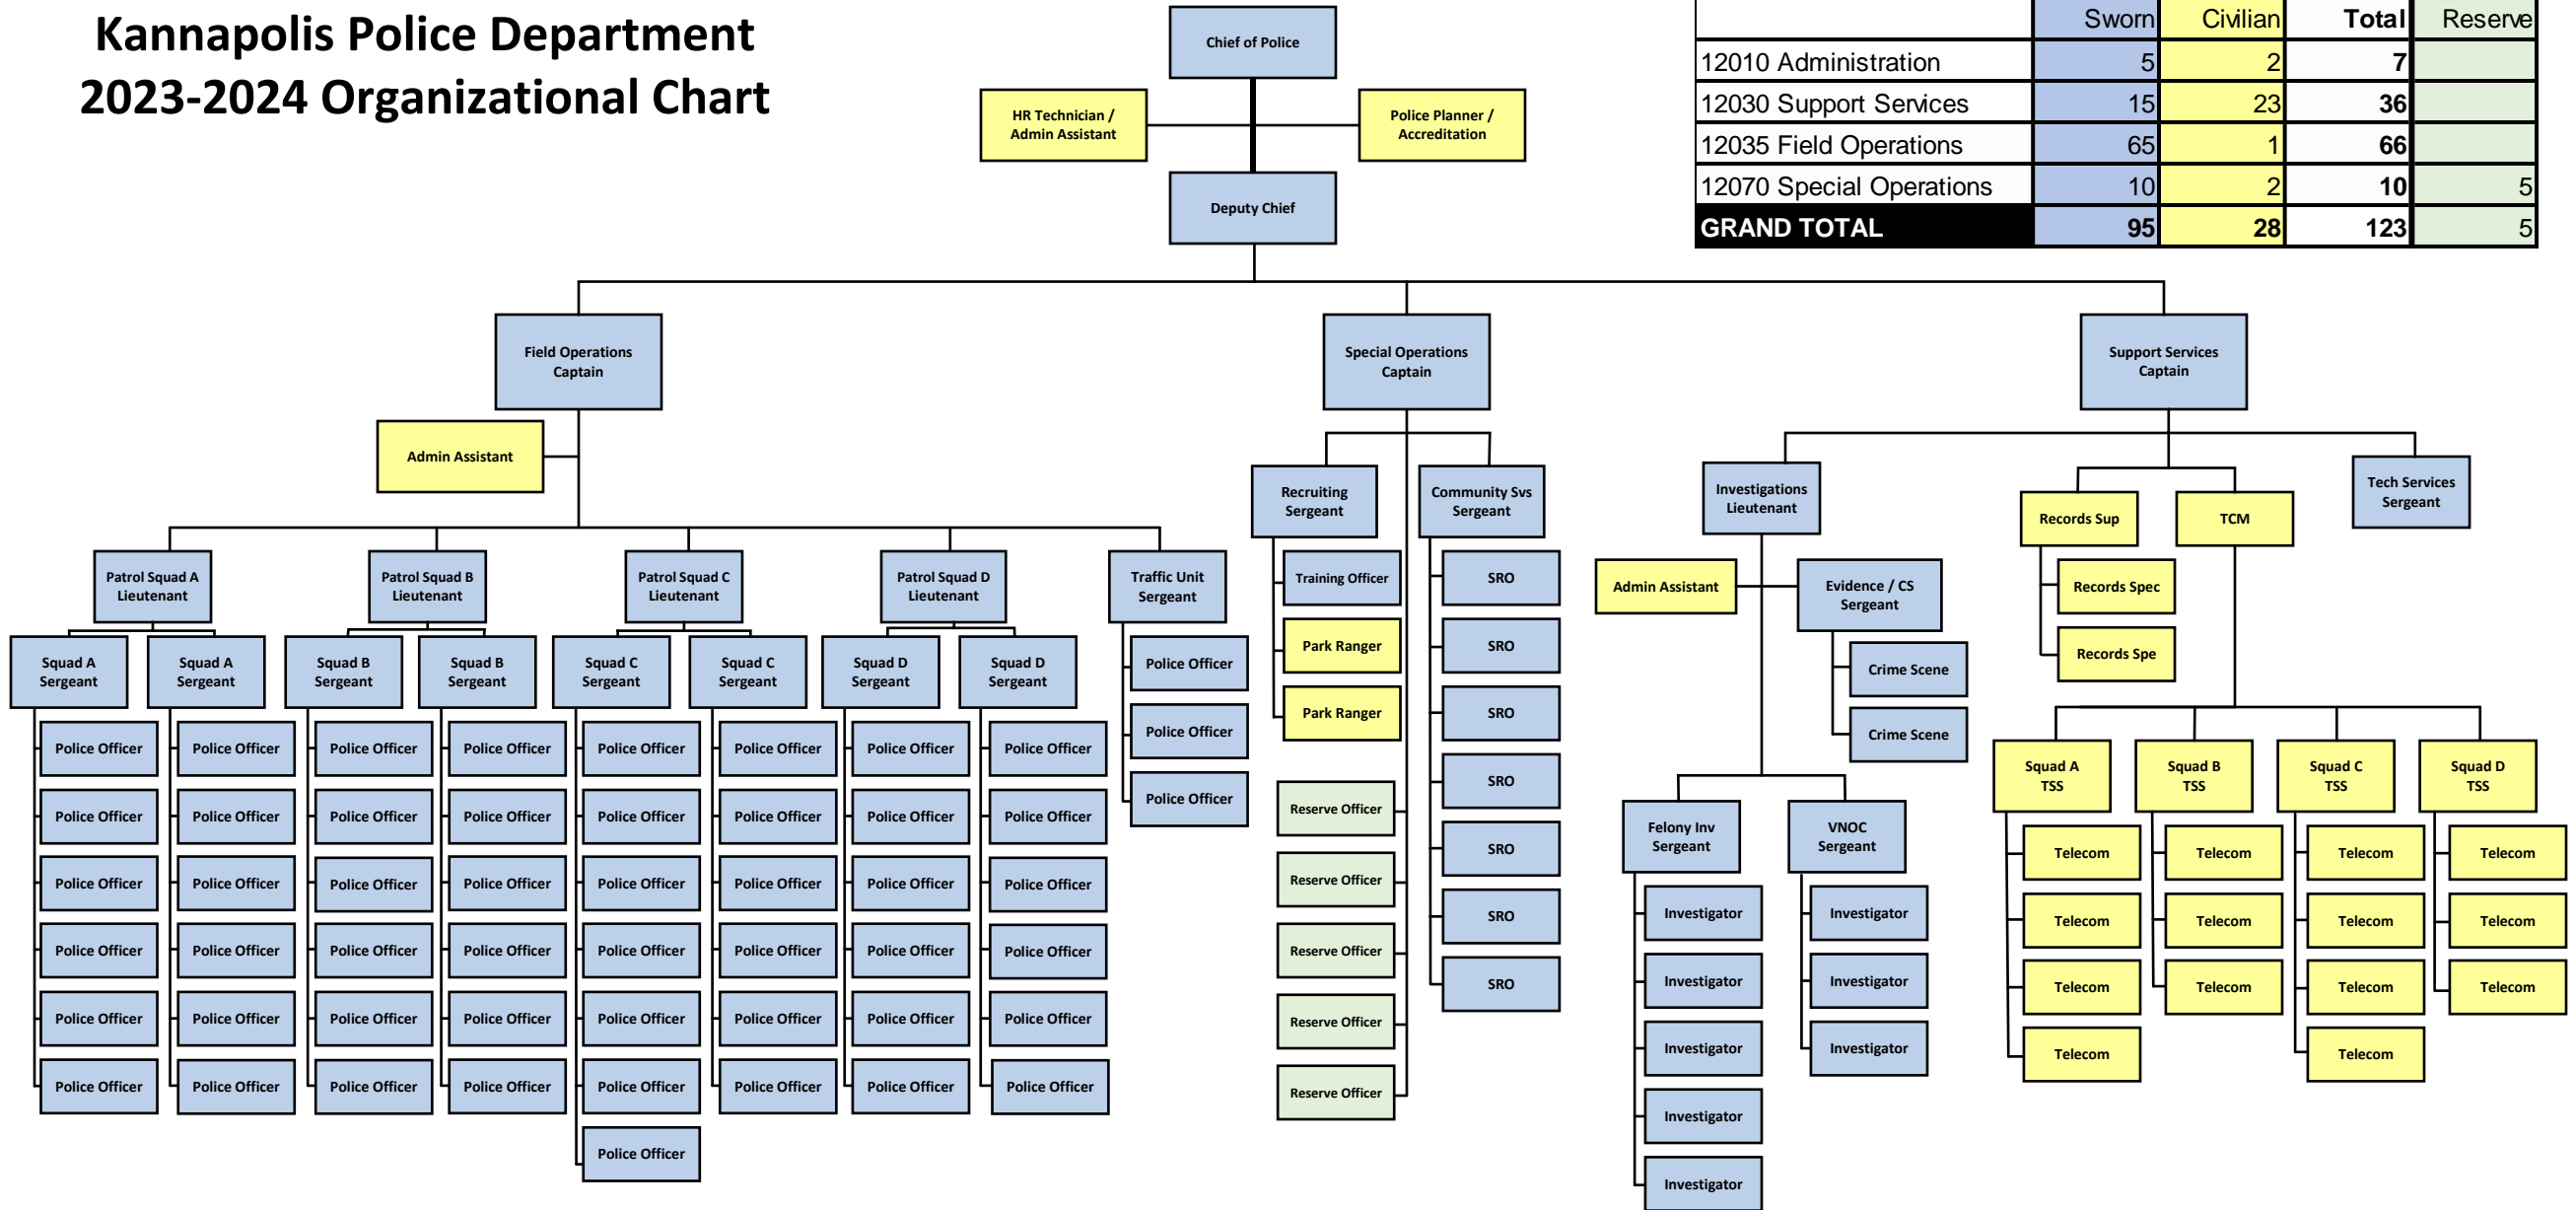 Kannapolis Police Department
2023-2024 Organizational Chart
Chief of Police
HR Technician /
Admin Assistant
Police Planner /
Accreditation
Deputy Chief
Sworn Civilian Total Reserve
12010 Administration 5 2 7
12030 Support Services 15 23 36
12035 Field Operations 65 1 66
12070 Special Operations 10 2 10 5
GRAND TOTAL 95 28 123 5
Field Operations
Captain
Special Operations
Captain
Support Services
Captain
Admin Assistant
Patrol Squad A
Lieutenant
Patrol Squad B
Lieutenant
Patrol Squad C
Lieutenant
Patrol Squad D
Lieutenant
Traffic Unit
Sergeant
Squad A
Sergeant
Police Officer
Police Officer
Police Officer
Police Officer
Police Officer
Police Officer
Squad A
Sergeant
Police Officer
Police Officer
Police Officer
Police Officer
Police Officer
Police Officer
Squad B
Sergeant
Police Officer
Police Officer
Police Officer
Police Officer
Police Officer
Police Officer
Squad B
Sergeant
Police Officer
Police Officer
Police Officer
Police Officer
Police Officer
Police Officer
Squad C
Sergeant
Police Officer
Police Officer
Police Officer
Police Officer
Police Officer
Police Officer
Police Officer
Squad C
Sergeant
Police Officer
Police Officer
Police Officer
Police Officer
Police Officer
Police Officer
Squad D
Sergeant
Police Officer
Police Officer
Police Officer
Police Officer
Police Officer
Police Officer
Squad D
Sergeant
Police Officer
Police Officer
Police Officer
Police Officer
Police Officer
Police Officer
Police Officer
Police Officer
Police Officer
Recruiting
Sergeant
Training Officer
Park Ranger
Park Ranger
Reserve Officer
Reserve Officer
Reserve Officer
Reserve Officer
Reserve Officer
Community Svs
Sergeant
SRO
SRO
SRO
SRO
SRO
SRO
SRO
Investigations
Lieutenant
Admin Assistant
Evidence / CS
Sergeant
Crime Scene
Crime Scene
Felony Inv
Sergeant
Investigator
Investigator
Investigator
Investigator
Investigator
VNOC
Sergeant
Investigator
Investigator
Investigator
Records Sup
Records Spec
Records Spe
TCM
Tech Services
Sergeant
Squad A
TSS
Telecom
Telecom
Telecom
Telecom
Squad B
TSS
Telecom
Telecom
Telecom
Squad C
TSS
Telecom
Telecom
Telecom
Telecom
Squad D
TSS
Telecom
Telecom
Telecom